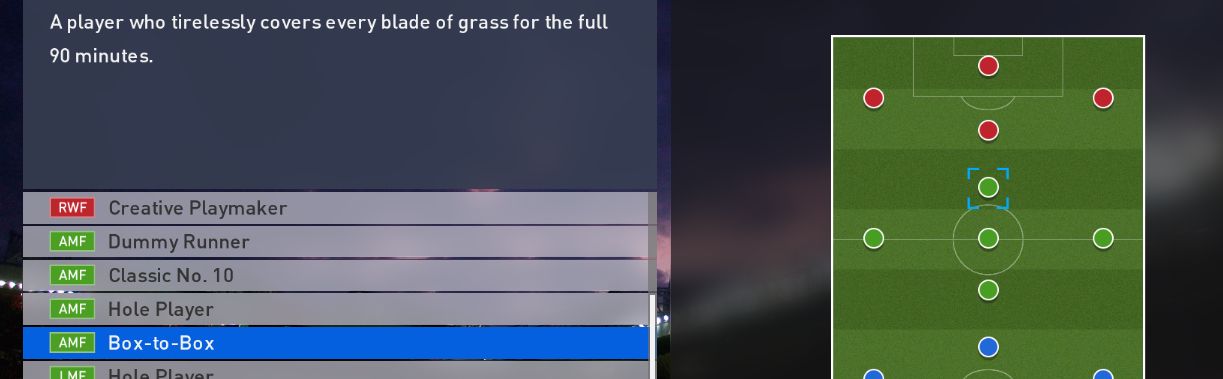 A player who tirelessly covers every blade of grass for the full
90 minutes.
RWF Creative Playmaker
AMF Dummy Runner
AMF Classic No. 10
AMF Hole Player
AMF Box-to-Box
LMF Hole Player